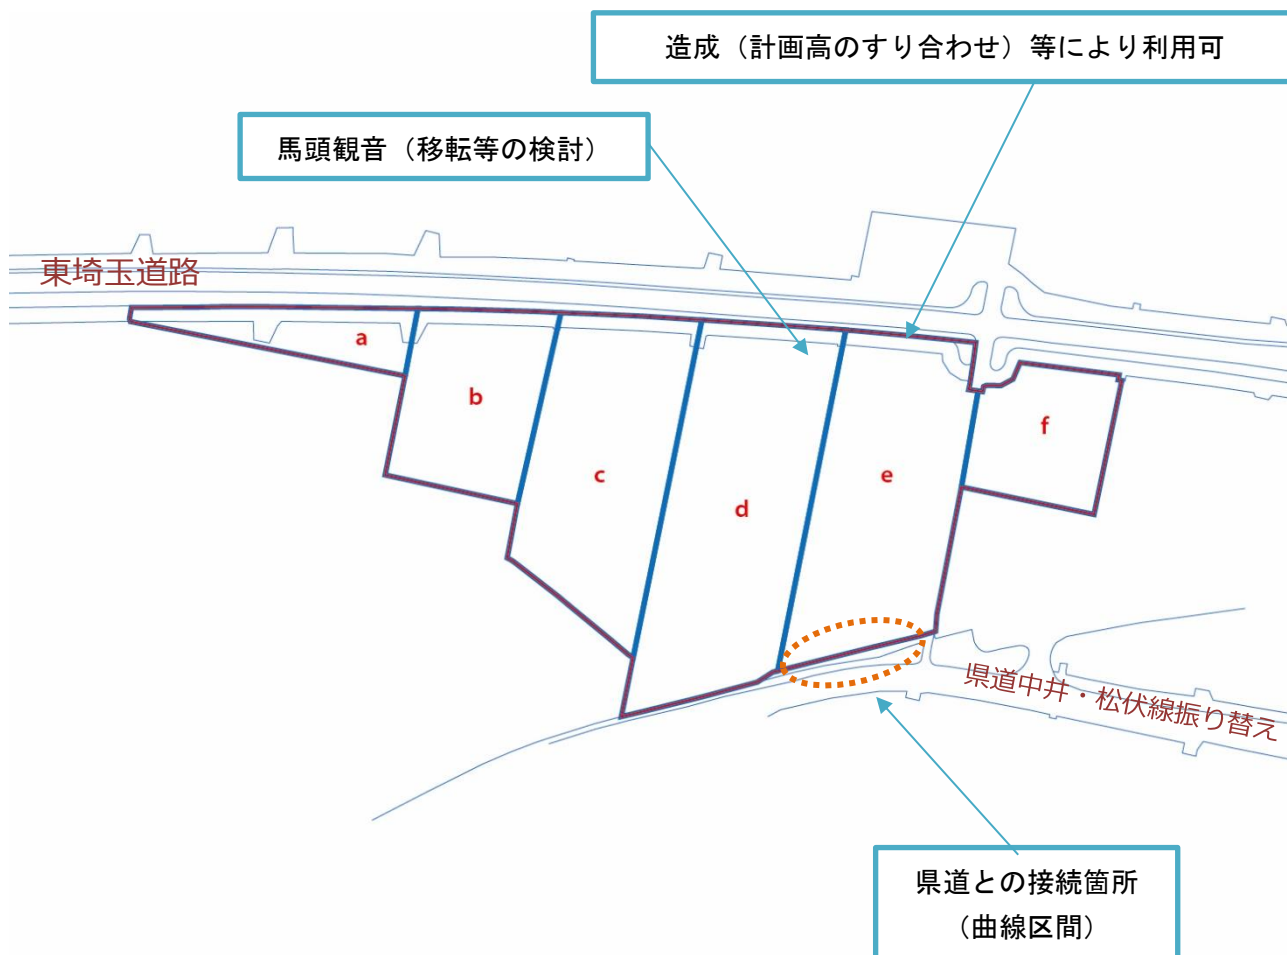 造成（計画高のすり合わせ）等により利用可
馬頭観音（移転等の検討）
東埼玉道路
a
b
c
d
e
f
県道中井・松伏線振り替え
県道との接続箇所
（曲線区間）